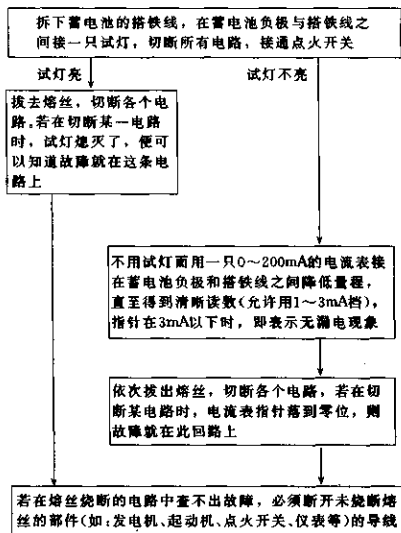 拆下蓄电池的搭铁线，在蓄电池负极与搭铁线之
间接一只试灯，切断所有电路，接通点火开关
试灯亮
试灯不亮
拔去熔丝，切断各个电
路。若在切断某一电路
时，试灯熄灭了，便可
以知道故障就在这条电
路上
不用试灯而用一只0～200mA的电流表接
在蓄电池负极和搭铁线之间降低量程，
直至得到清晰读数(允许用1～3mA档)，
指针在3mA以下时，即表示无漏电现象
依次拔出熔丝，切断各个电路，若在切
断某电路时，电流表指针落到零位，则
故障就在此回路上
若在熔丝烧断的电路中查不出故障，必须断开未烧断熔
丝的部件(如：发电机、起动机、点火开关、仪表等)的导线